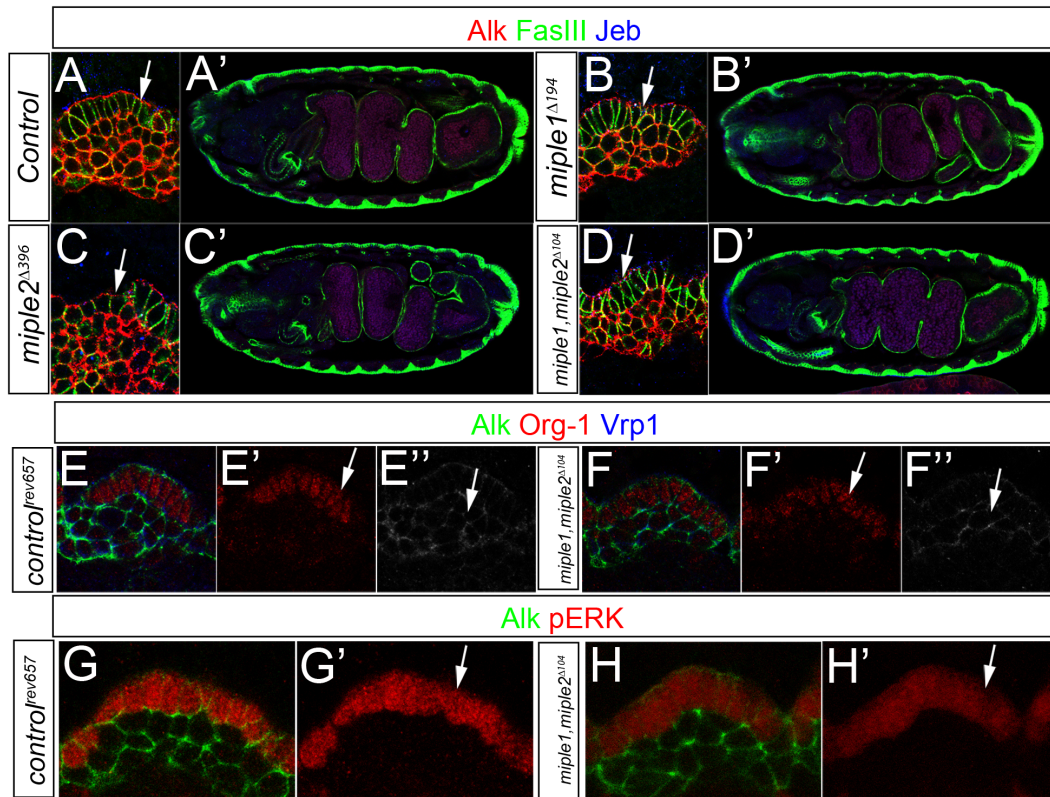 Alk FasIII Jeb
Control
A
A’
miple1Δ194
B
B’
miple2Δ396
C
C’
miple1,miple2Δ104
D
D’
Alk Org-1 Vrp1
controlrev657
E
E’
E’’
miple1,miple2Δ104
F
F’
F’’
Alk pERK
controlrev657
G
G’
miple1,miple2Δ104
H
H’